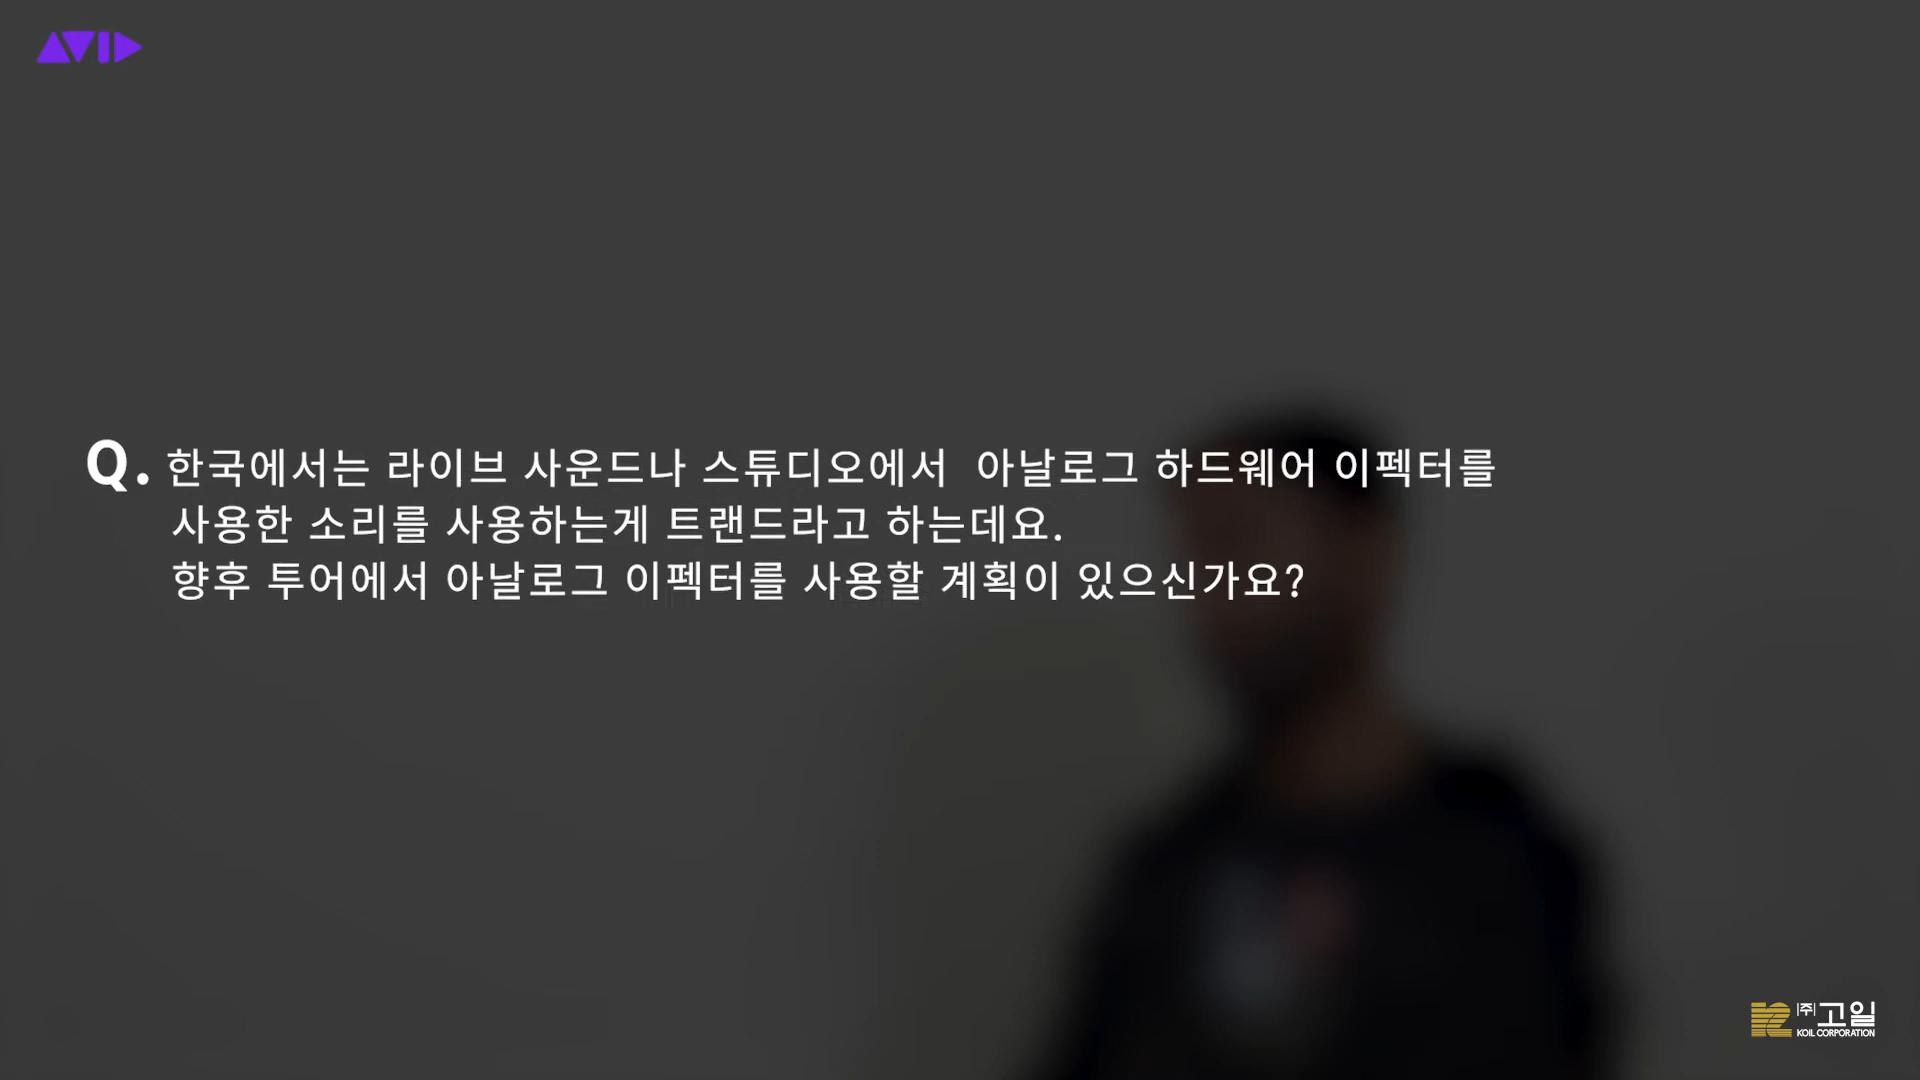 AVID
Q. 한국에서는 라이브 사운드나 스튜디오에서 아날로그 하드웨어 이펙터를
사용한 소리를 사용하는게 트랜드라고 하는데요.
향후 투어에서 아날로그 이펙터를 사용할 계획이 있으신가요?
(주)고일
KOIL CORPORATION